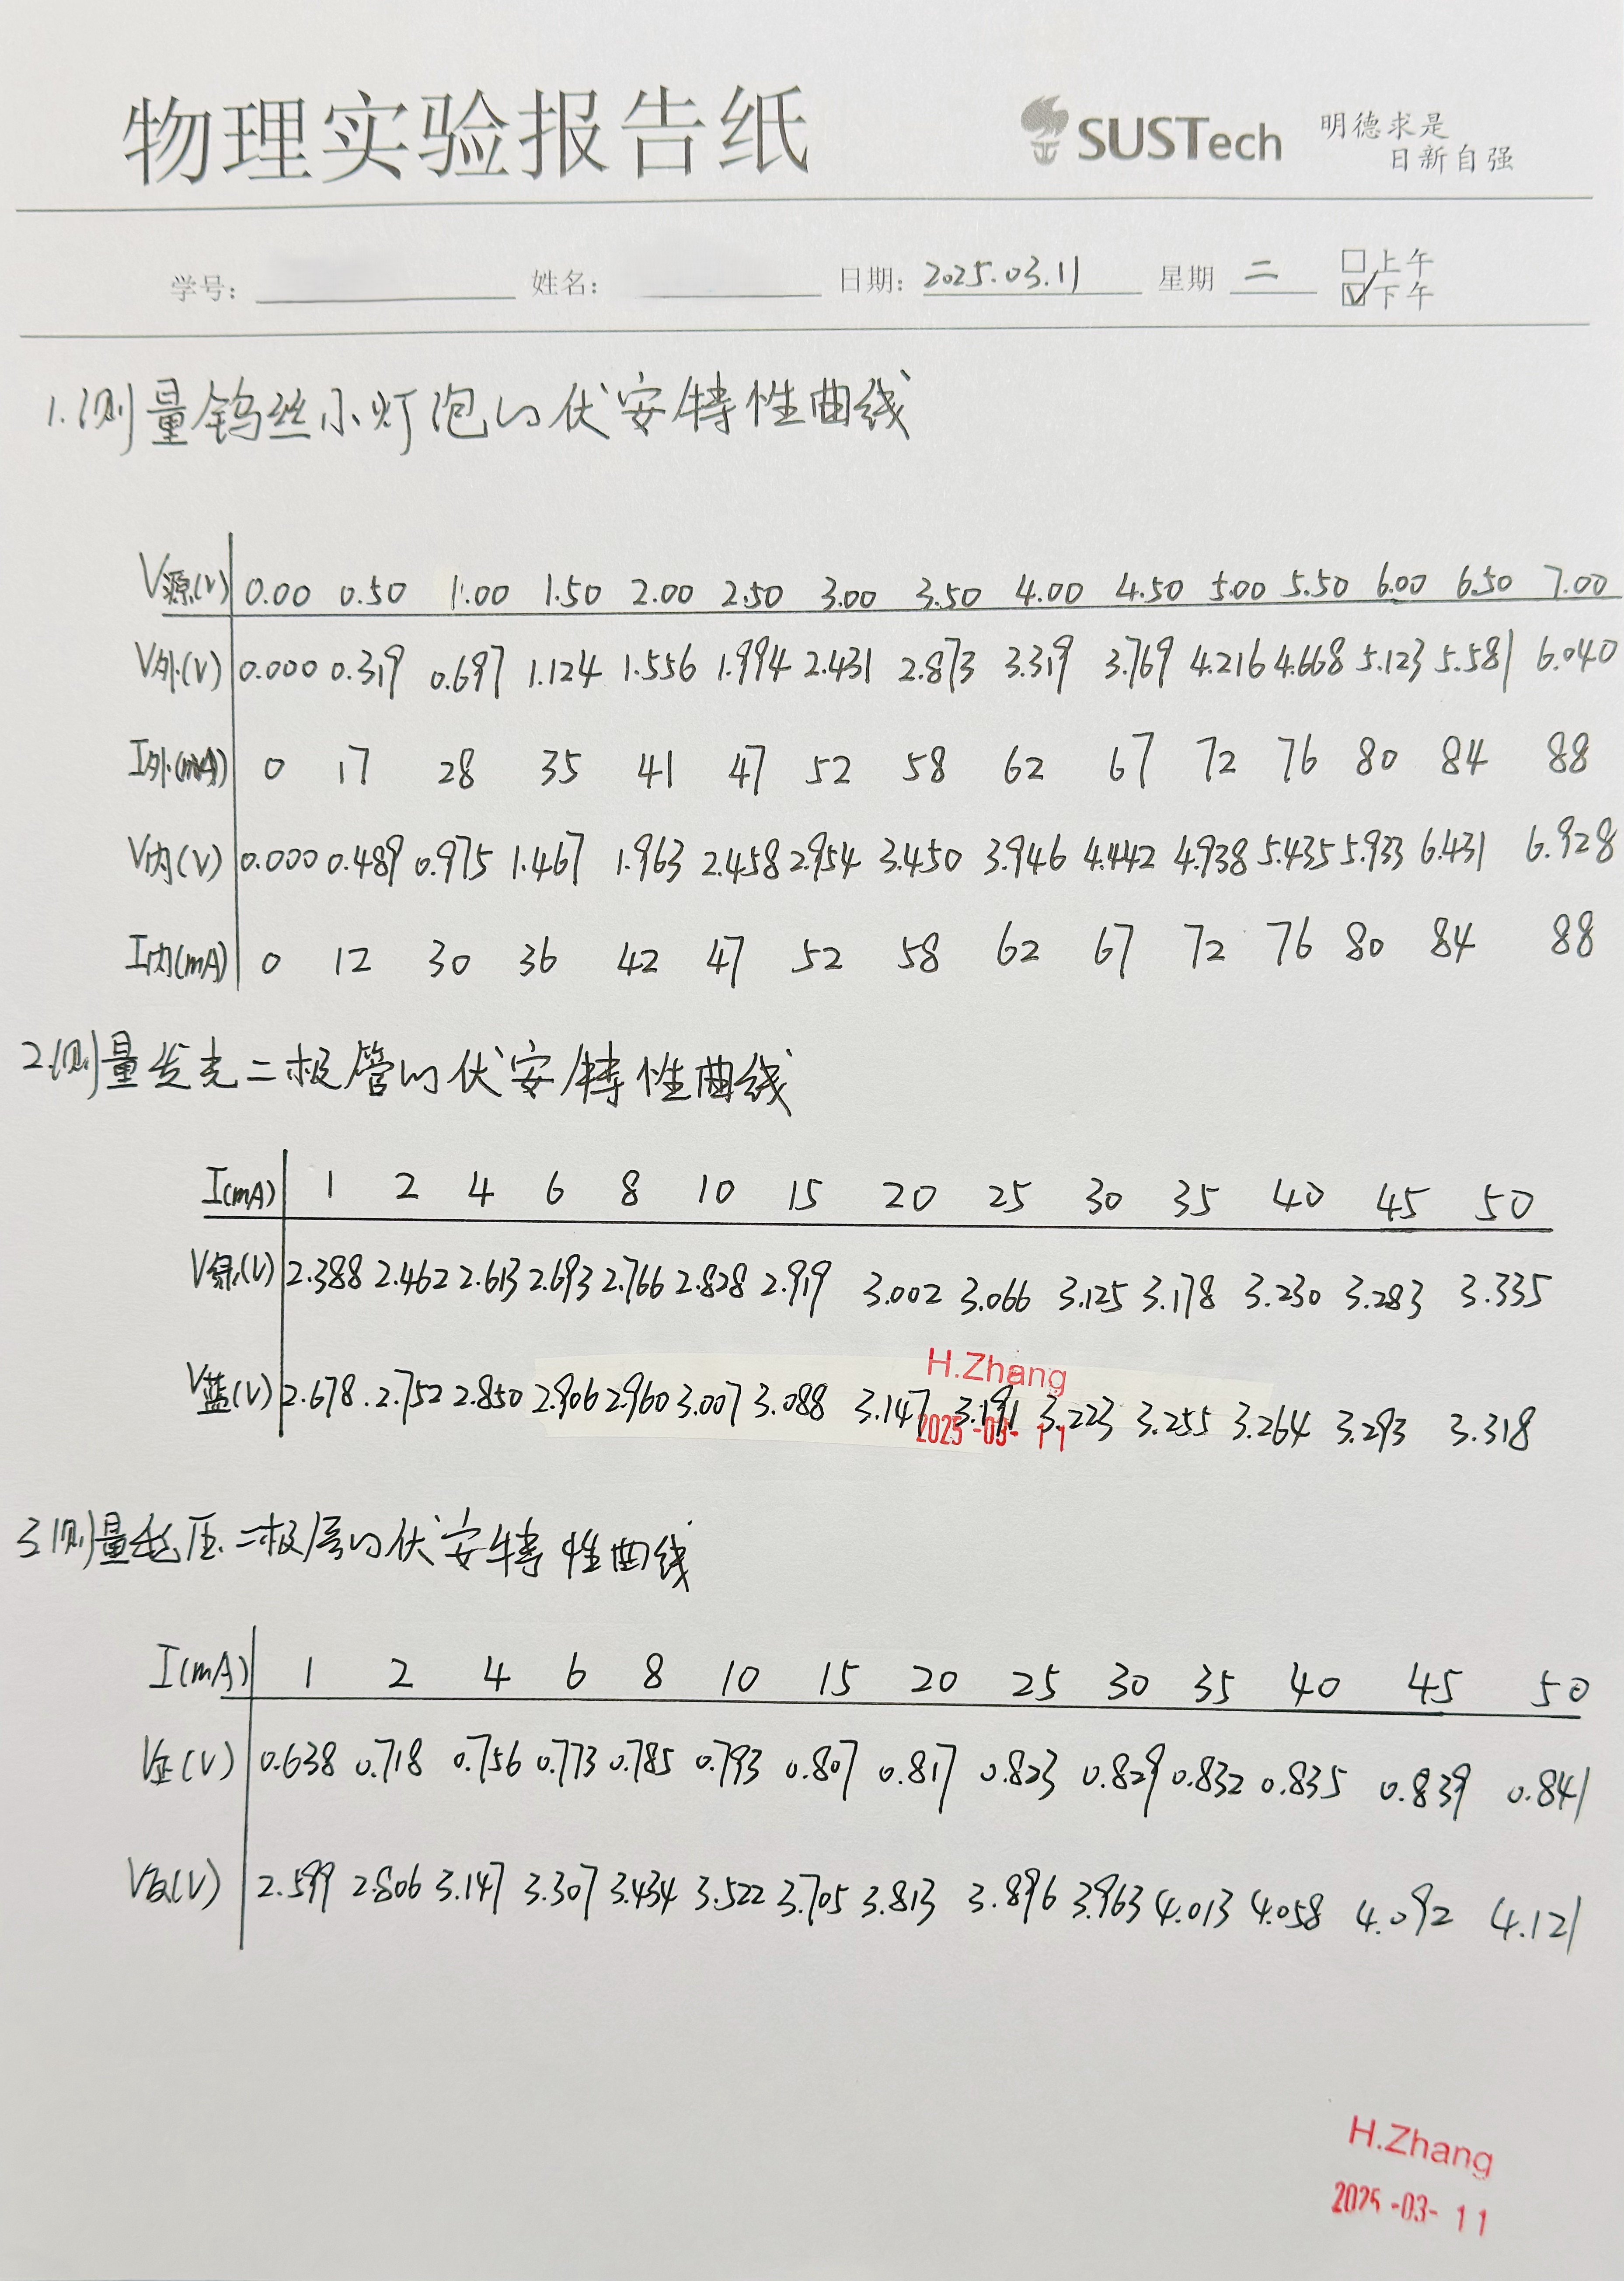 物理实验报告纸 SUSTech 明德求是
日新自强
学号: 姓名: 日期: 2025.03.11 星期 二 上午
下午
1.测量钨丝小灯泡的伏安特性曲线
V源(V) 0.00 0.50 1.00 1.50 2.00 2.50 3.00 3.50 4.00 4.50 5.00 5.50 6.00 6.50 7.00
V外(V) 0.000 0.319 0.697 1.124 1.556 1.994 2.431 2.873 3.319 3.769 4.216 4.668 5.123 5.581 6.040
I外(mA) 0 17 28 35 41 47 52 58 62 67 72 76 80 84 88
V内(V) 0.000 0.489 0.975 1.467 1.963 2.458 2.954 3.450 3.946 4.442 4.938 5.435 5.933 6.431 6.928
I内(mA) 0 12 30 36 42 47 52 58 62 67 72 76 80 84 88
2.测量发光二极管的伏安特性曲线
I(mA) 1 2 4 6 8 10 15 20 25 30 35 40 45 50
V绿(V) 2.388 2.462 2.613 2.693 2.766 2.828 2.919 3.002 3.066 3.125 3.178 3.230 3.283 3.335
H.Zhang
V蓝(V) 2.678 2.752 2.850 2.906 2.960 3.007 3.088 3.147 3.191 3.223 3.255 3.264 3.293 3.318
2025-03-11
3测量稳压二极管的伏安特性曲线
I(mA) 1 2 4 6 8 10 15 20 25 30 35 40 45 50
V正(V) 0.638 0.718 0.756 0.773 0.785 0.793 0.807 0.817 0.823 0.829 0.832 0.835 0.839 0.841
V反(V) 2.599 2.806 3.147 3.307 3.434 3.522 3.705 3.813 3.896 3.963 4.013 4.058 4.092 4.121
H.Zhang
2025-03-11